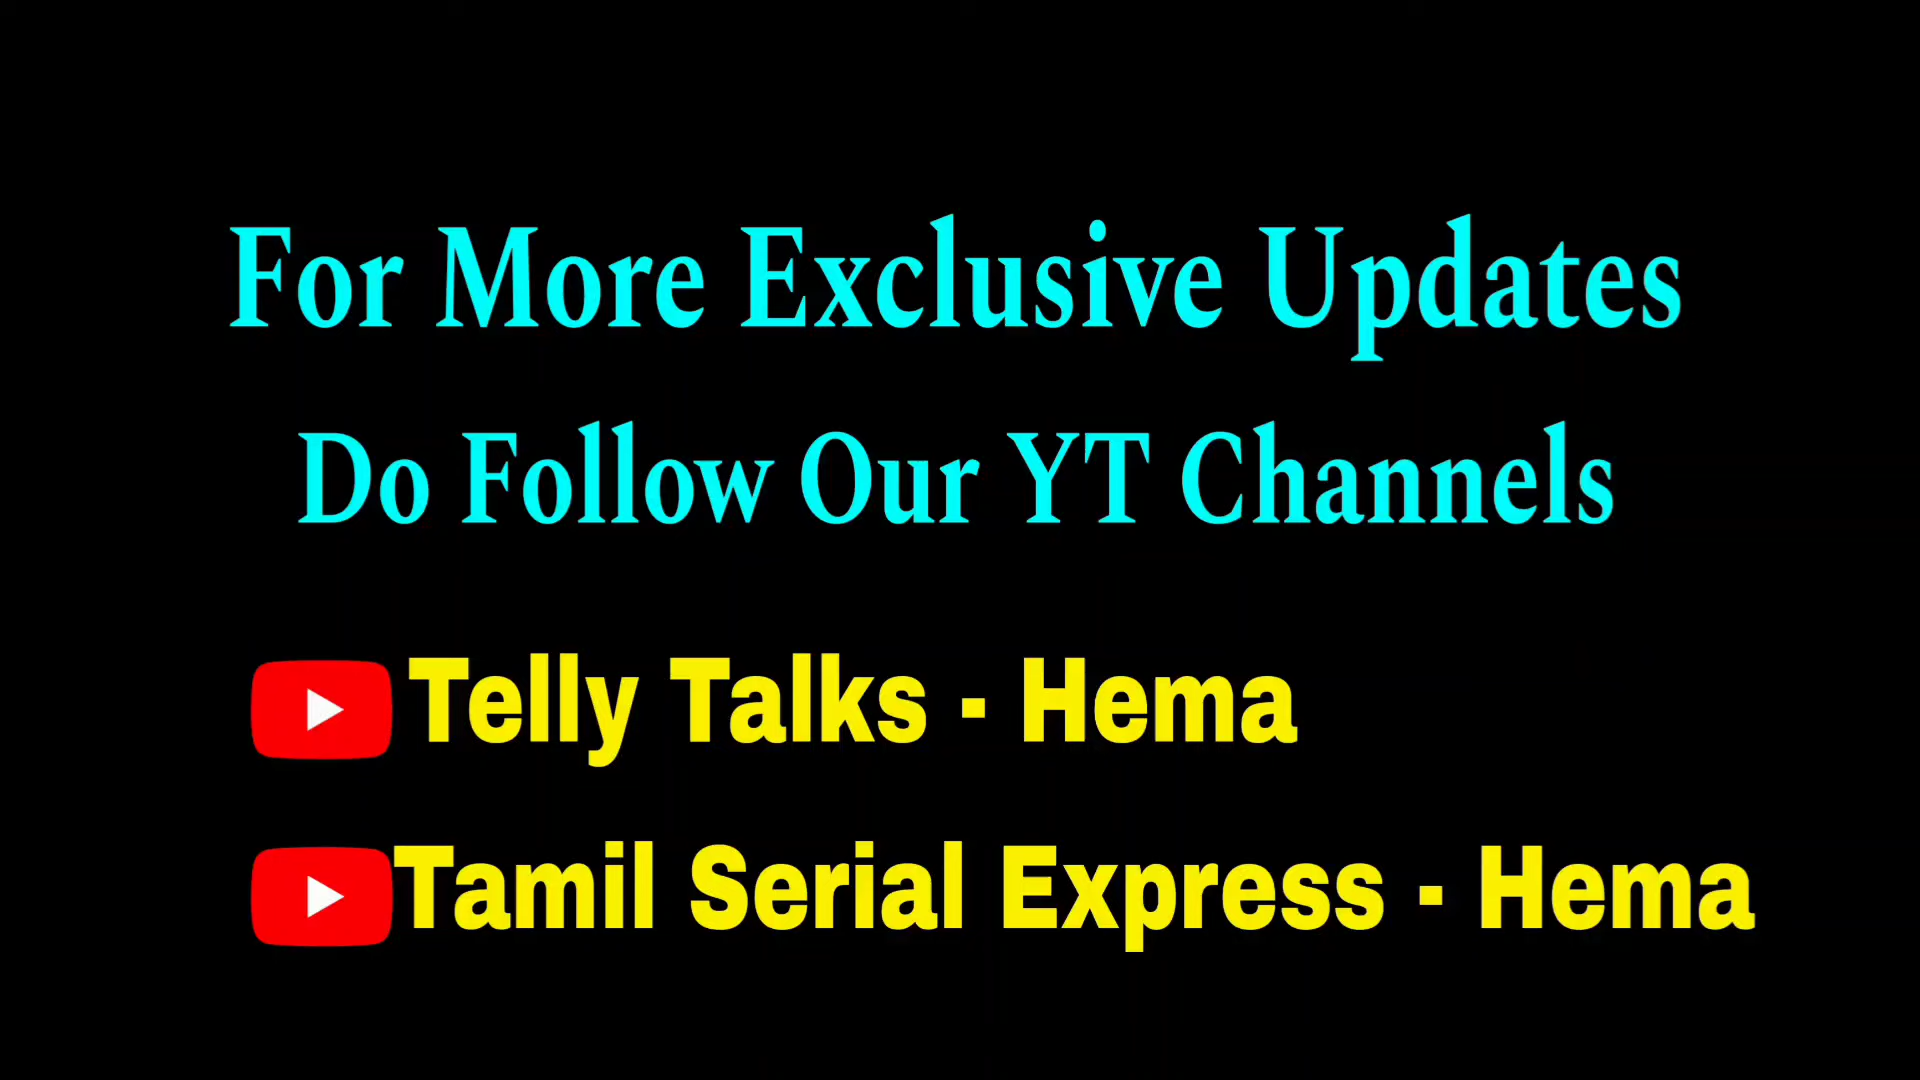 For More Exclusive Updates
Do Follow Our YT Channels
Telly Talks - Hema
Tamil Serial Express - Hema